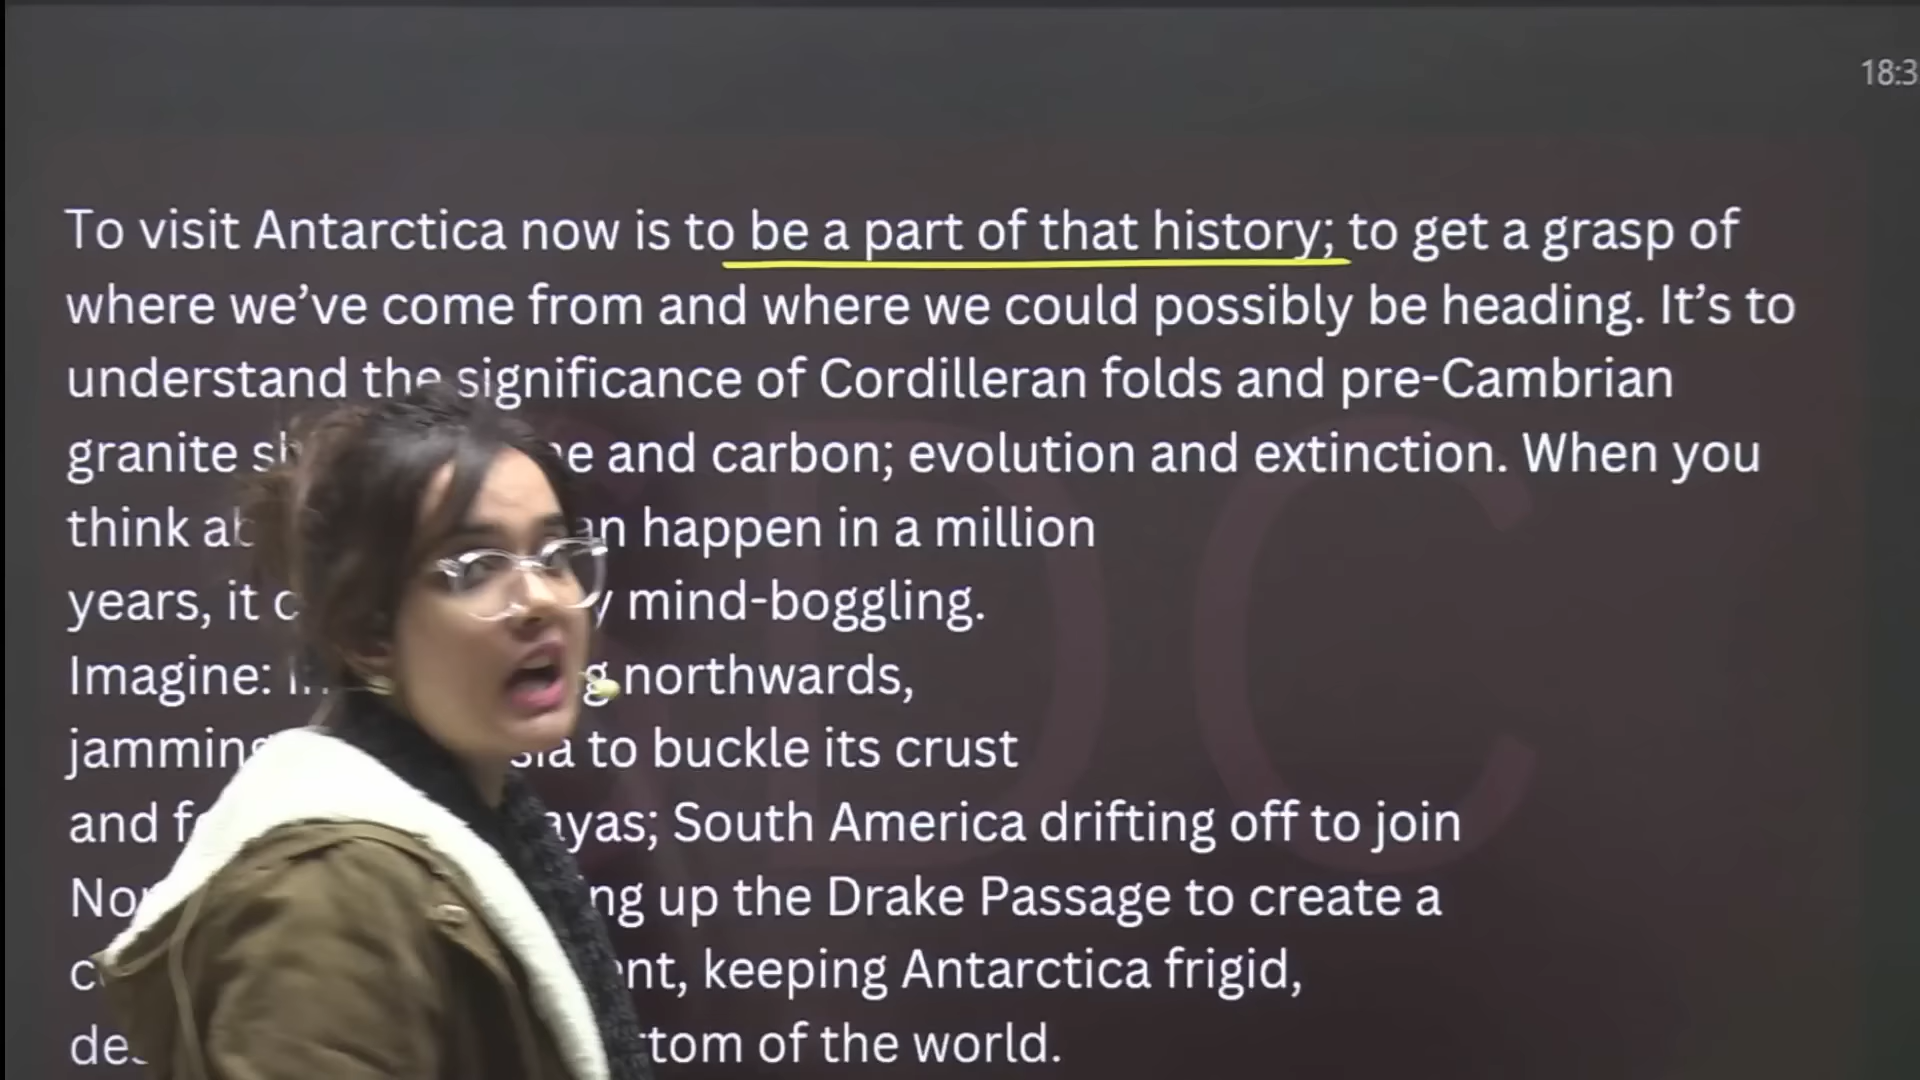 18:3
To visit Antarctica now is to be a part of that history; to get a grasp of
where we’ve come from and where we could possibly be heading. It’s to
understand the significance of Cordilleran folds and pre-Cambrian
granite and carbon; evolution and extinction. When you
think happen in a million
years, it mind-boggling.
Imagine: northwards,
to buckle its crust
and South America drifting off to join
up the Drake Passage to create a
keeping Antarctica frigid,
of the world.